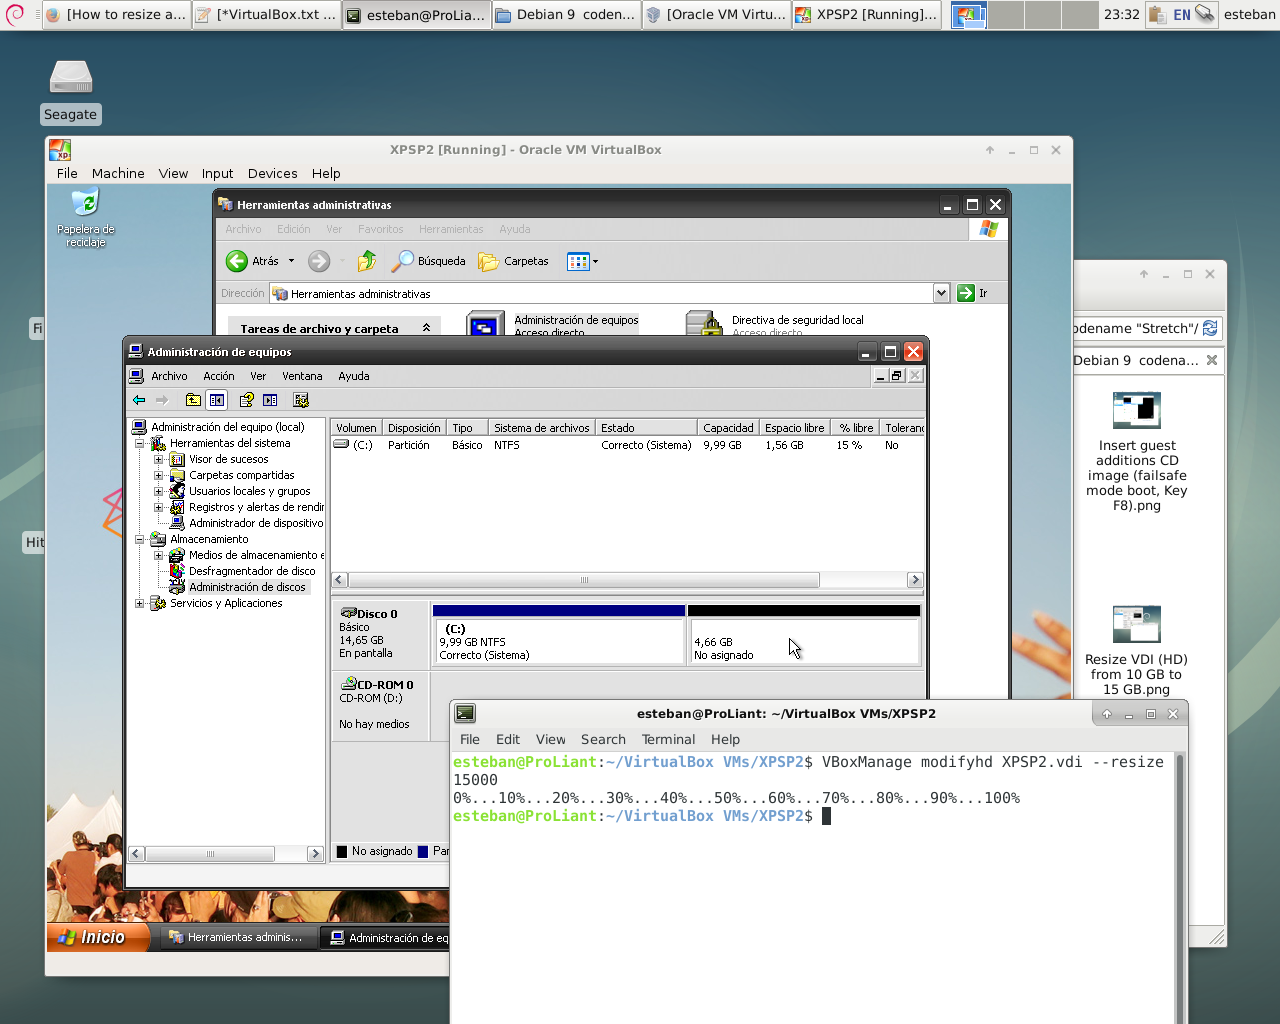 [How to resize a...
[*VirtualBox.txt ...
esteban@ProLia...
Debian 9 coden...
[Oracle VM Virtu...
XPSP2 [Running]...
23:32
EN
esteban
Seagate
XPSP2 [Running] - Oracle VM VirtualBox
File Machine View Input Devices Help
Papelera de
reciclaje
Herramientas administrativas
Archivo Edición Ver Favoritos Herramientas Ayuda
Atrás Búsqueda Carpetas
Dirección Herramientas administrativas Ir
Tareas de archivo y carpeta
Administración de equipos
Acceso directo
Directiva de seguridad local
Acceso directo
Fi
Hit
Administración de equipos
Archivo Acción Ver Ventana Ayuda
Administración del equipo (local)
Herramientas del sistema
Visor de sucesos
Carpetas compartidas
Usuarios locales y grupos
Registros y alertas de rendir
Administrador de dispositivo
Almacenamiento
Medios de almacenamiento e
Desfragmentador de disco
Administración de discos
Servicios y Aplicaciones
Volumen Disposición Tipo Sistema de archivos Estado Capacidad Espacio libre % libre Toleranc
(C:) Partición Básico NTFS Correcto (Sistema) 9,99 GB 1,56 GB 15 % No
Disco 0
Básico
14,65 GB
En pantalla
(C:)
9,99 GB NTFS
Correcto (Sistema)
4,66 GB
No asignado
CD-ROM 0
CD-ROM (D:)
No hay medios
No asignado Par
Inicio
Herramientas adminis...
Administración de eq
odename "Stretch"/
Debian 9 codena...
Insert guest
additions CD
image (failsafe
mode boot, Key
F8).png
Resize VDI (HD)
from 10 GB to
15 GB.png
esteban@ProLiant: ~/VirtualBox VMs/XPSP2
File Edit View Search Terminal Help
esteban@ProLiant:~/VirtualBox VMs/XPSP2$ VBoxManage modifyhd XPSP2.vdi --resize
15000
0%...10%...20%...30%...40%...50%...60%...70%...80%...90%...100%
esteban@ProLiant:~/VirtualBox VMs/XPSP2$